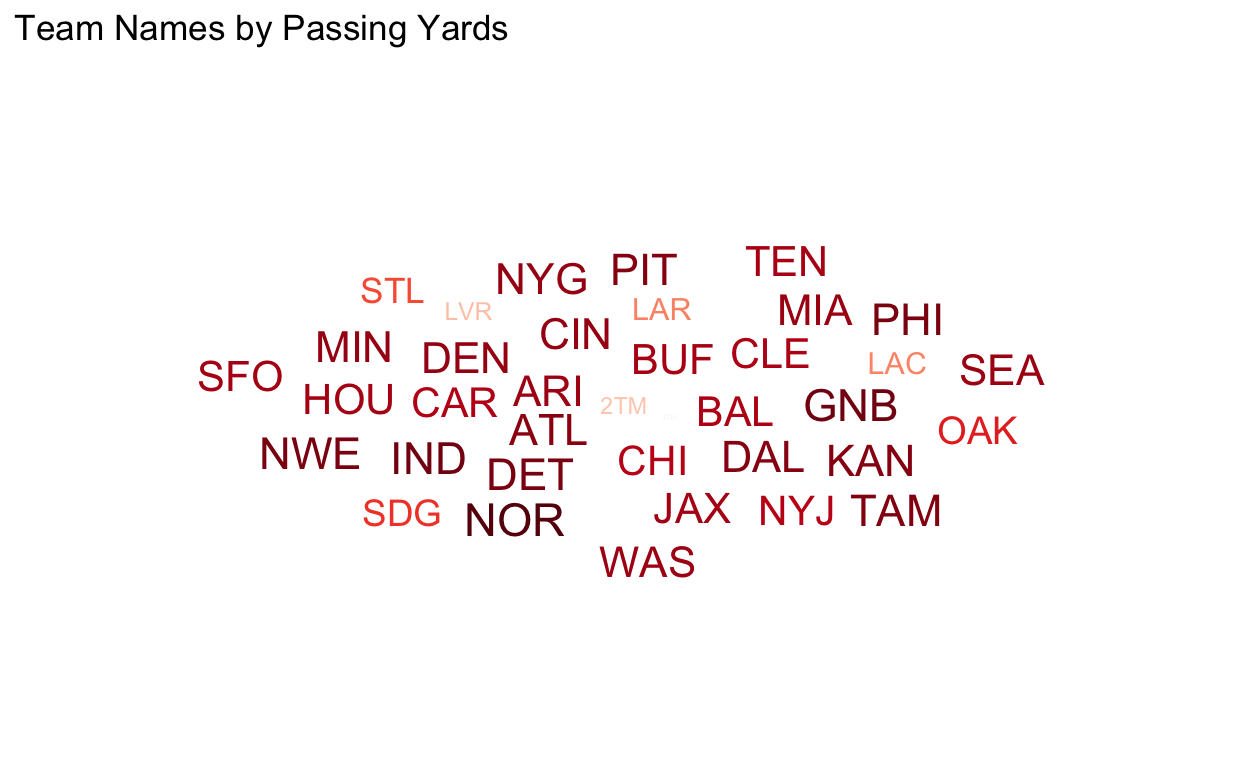 Team Names by Passing Yards
TEN
PIT
NYG
STL
LVR
LAR
MIA
PHI
CIN
MIN
DEN
BUF
CLE
LAC
SEA
SFO
HOU
CAR
ARI
2TM
BAL
GNB
ATL
OAK
NWE
IND
DET
CHI
DAL
KAN
SDG
NOR
JAX
NYJ
TAM
WAS